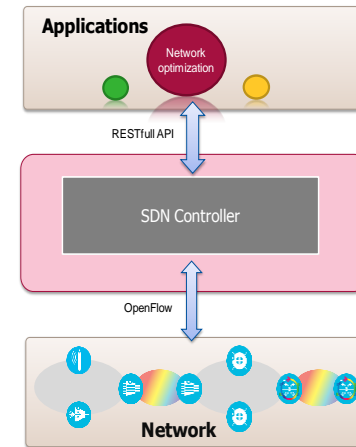 Applications
Network
optimization
RESTfull API
SDN Controller
OpenFlow
Network